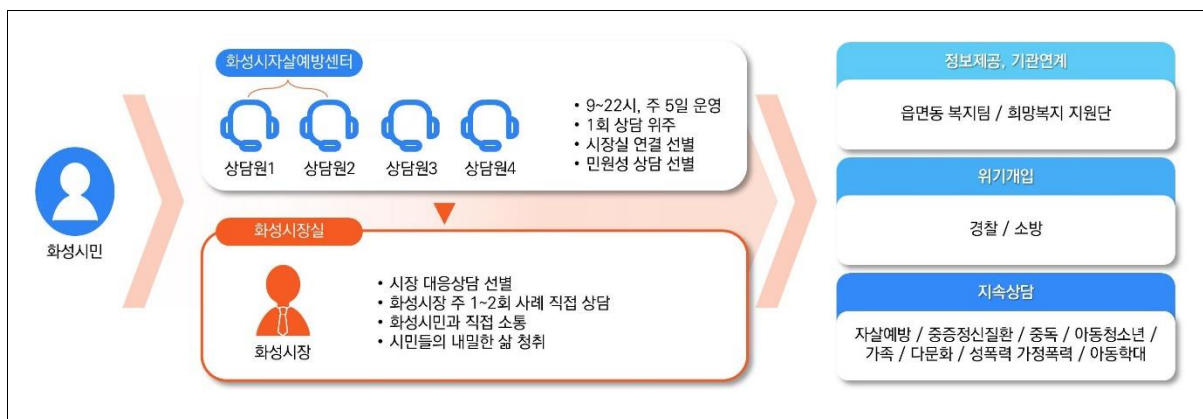 화성시민
화성시자살예방센터
상담원1 상담원2 상담원3 상담원4
• 9~22시, 주 5일 운영
• 1회 상담 위주
• 시장실 연결 선별
• 민원성 상담 선별
화성시장실
화성시장
• 시장 대응상담 선별
• 화성시장 주 1~2회 사례 직접 상담
• 화성시민과 직접 소통
• 시민들의 내밀한 삶 청취
정보제공, 기관연계
읍면동 복지팀 / 희망복지 지원단
위기개입
경찰 / 소방
지속상담
자살예방 / 중증정신질환 / 중독 / 아동청소년 /
가족 / 다문화 / 성폭력 가정폭력 / 아동학대